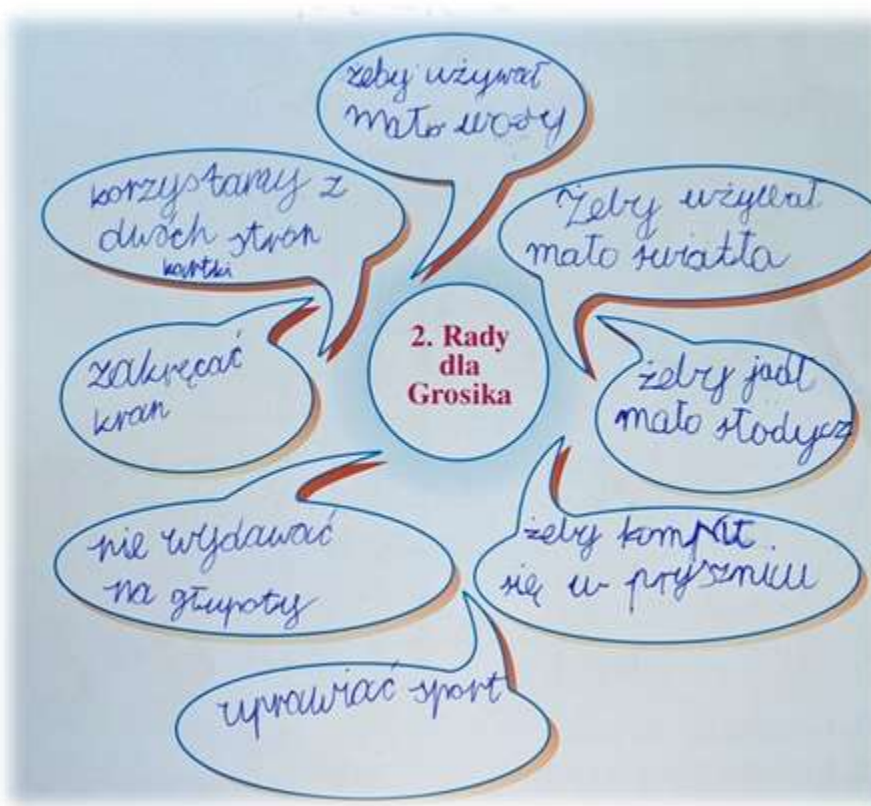 żeby używał
mało wody
korzystamy z
dwóch stron
kartki
Żeby używał
mało światła
zakręcać
kran
2. Rady
dla
Grosika
żeby jadł
mało słodycz
nie wydawać
na głupoty
żeby kompał
się w prysznicu
uprawiać sport